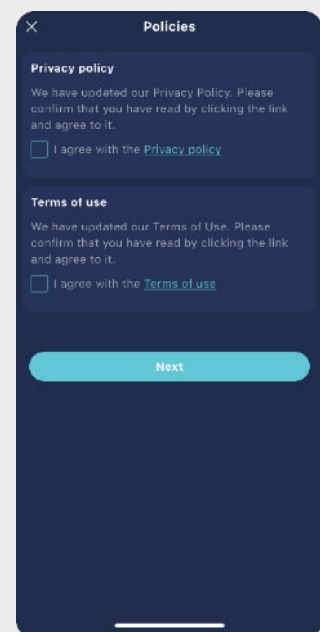 Policies
Privacy policy
We have updated our Privacy Policy. Please
confirm that you have read by clicking the link
and agree to it.
I agree with the Privacy policy
Terms of use
We have updated our Terms of Use. Please
confirm that you have read by clicking the link
and agree to it.
I agree with the Terms of use
Next